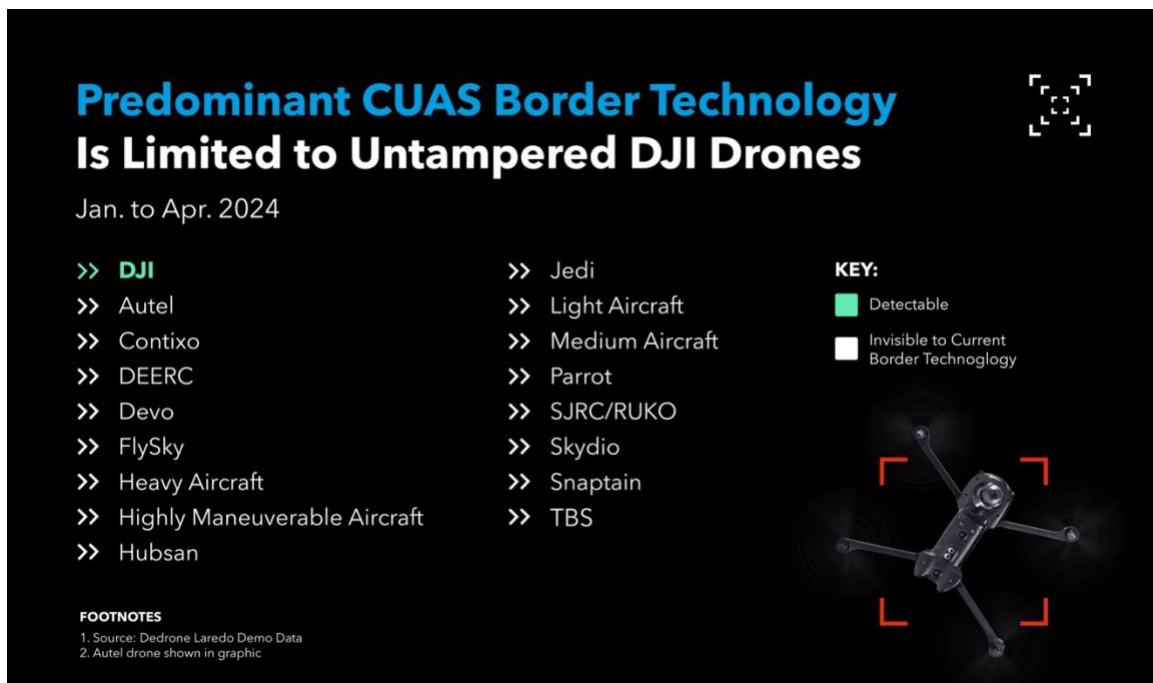 Predominant CUAS Border Technology
Is Limited to Untampered DJI Drones
Jan. to Apr. 2024
>> DJI
>> Autel
>> Contixo
>> DEERC
>> Devo
>> FlySky
>> Heavy Aircraft
>> Highly Maneuverable Aircraft
>> Hubsan
>> Jedi
>> Light Aircraft
>> Medium Aircraft
>> Parrot
>> SJRC/RUKO
>> Skydio
>> Snaptain
>> TBS
KEY:
Detectable
Invisible to Current
Border Technoglogy
FOOTNOTES
1. Source: Dedrone Laredo Demo Data
2. Autel drone shown in graphic